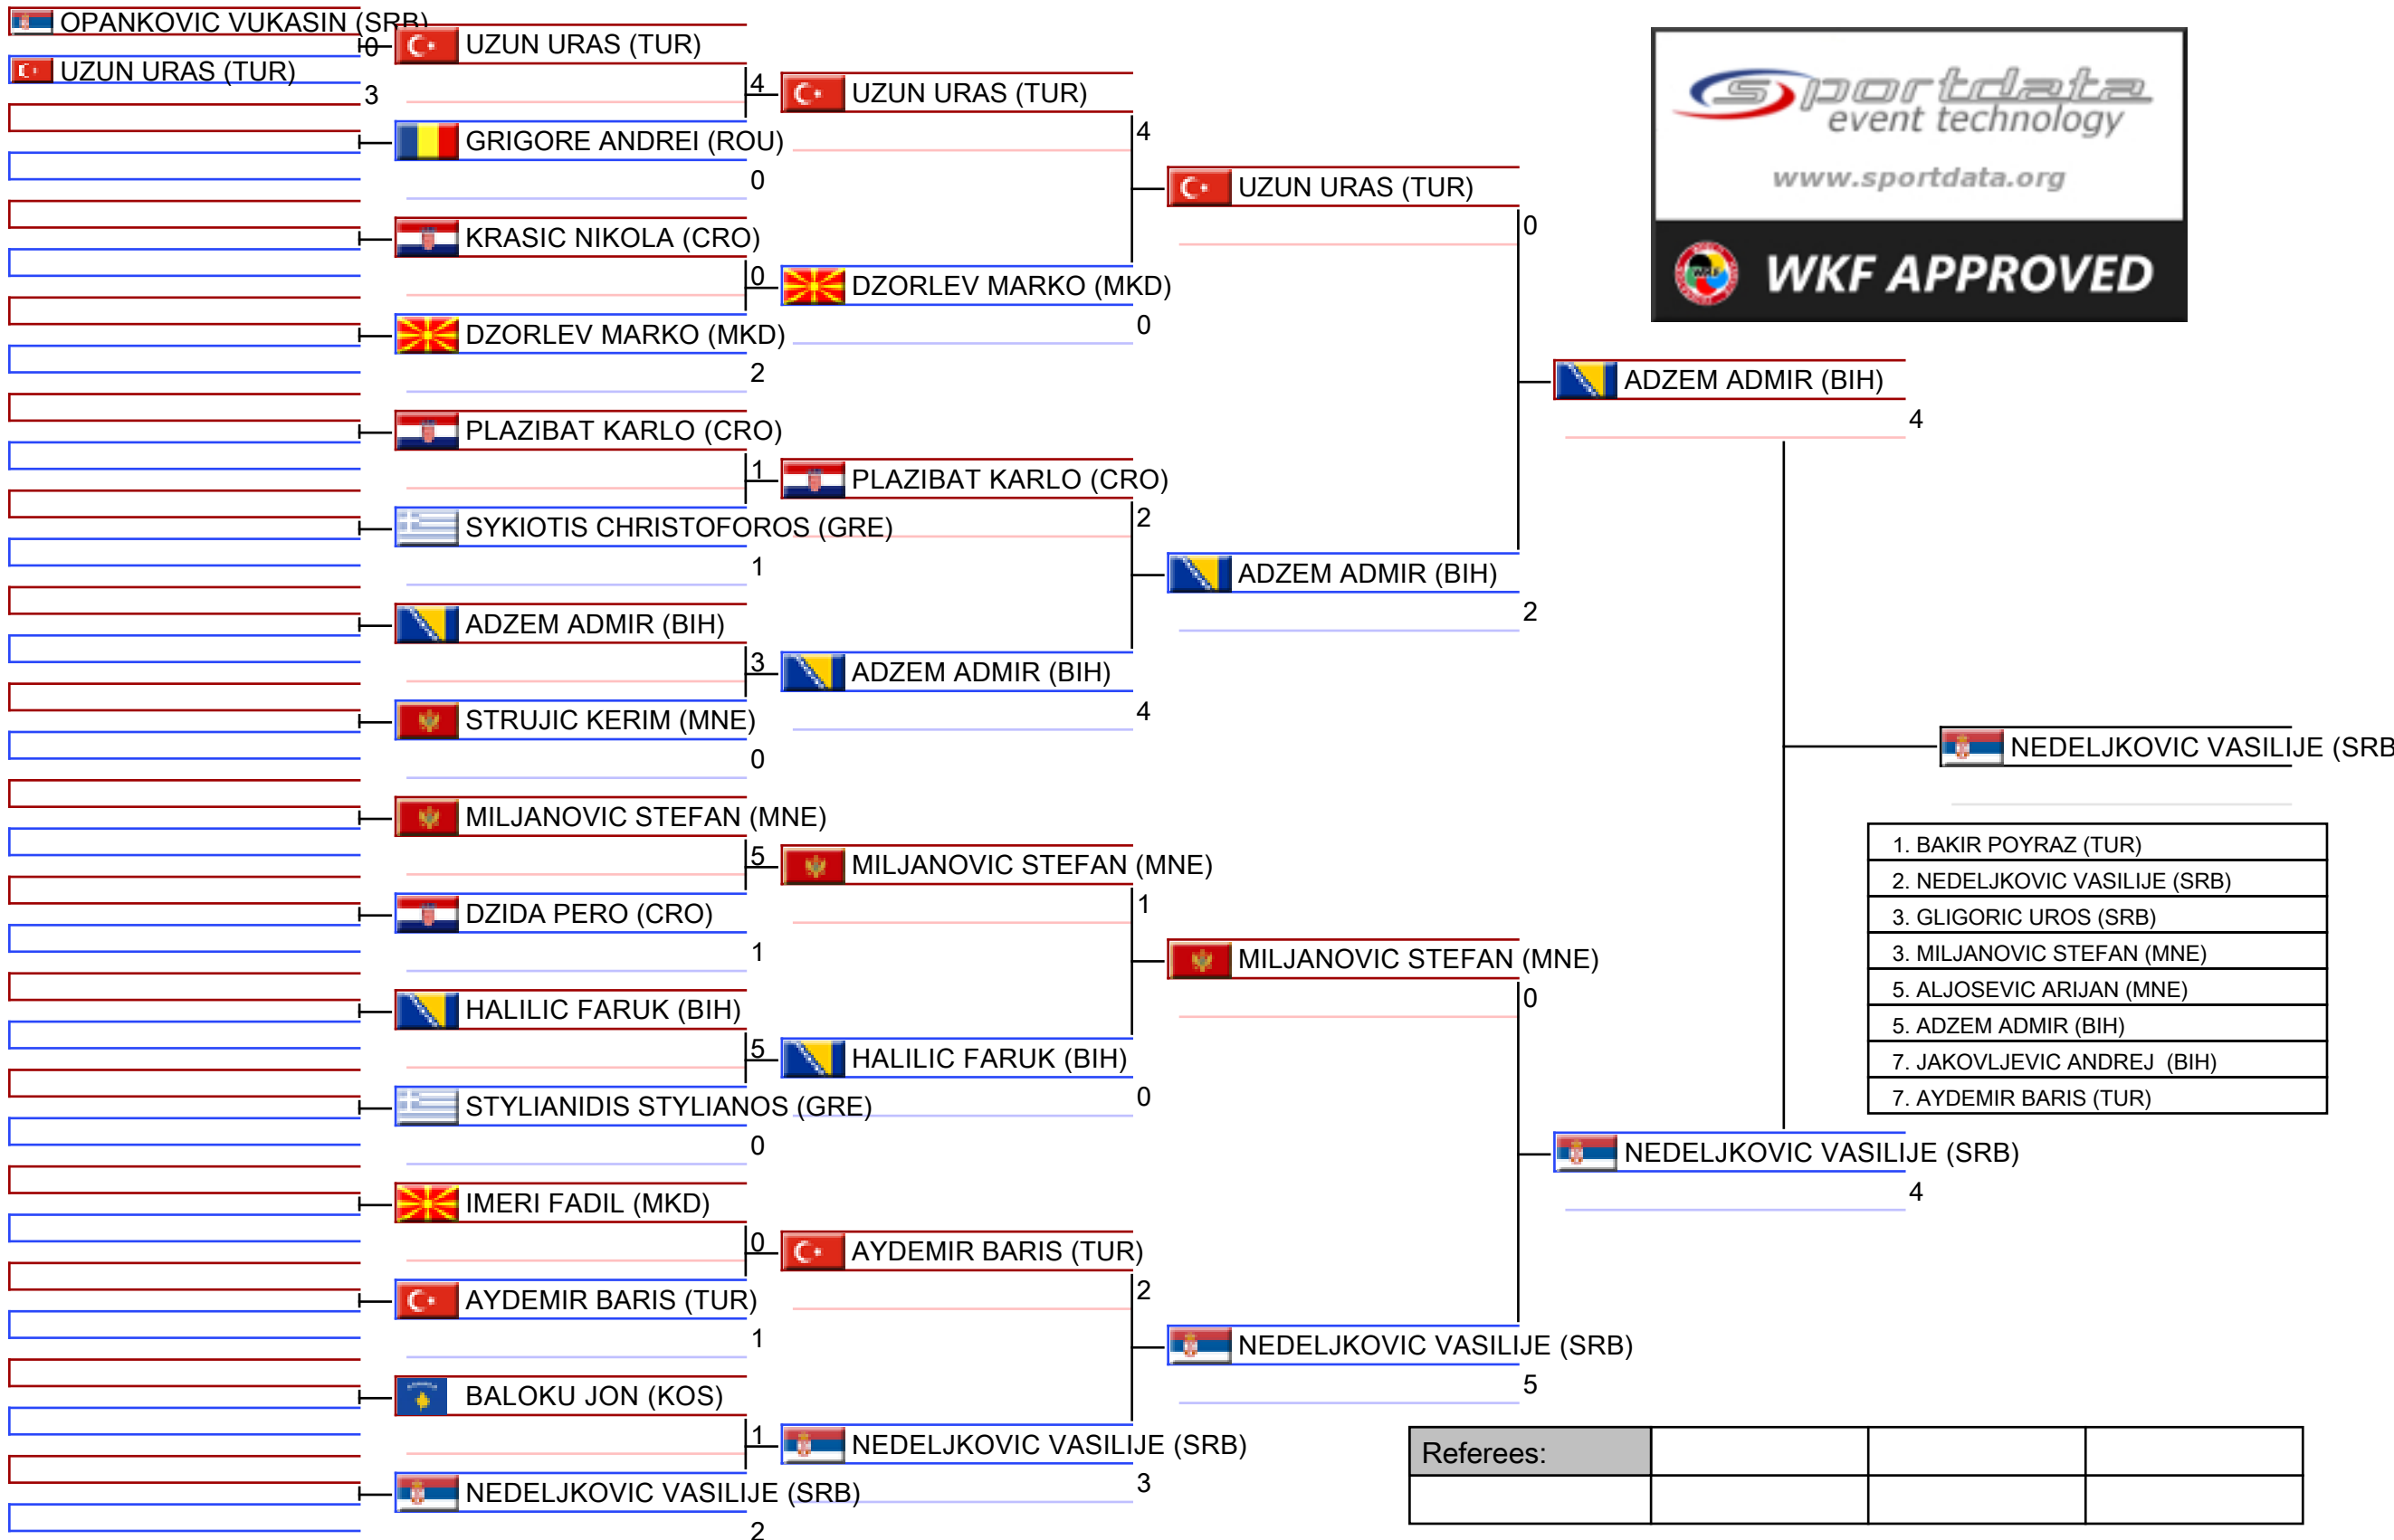 OPANKOVIC VUKASIN (SRB)
0
UZUN URAS (TUR)
3
UZUN URAS (TUR)
4
GRIGORE ANDREI (ROU)
0
KRASIC NIKOLA (CRO)
0
DZORLEV MARKO (MKD)
2
PLAZIBAT KARLO (CRO)
1
SYKIOTIS CHRISTOFOROS (GRE)
1
ADZEM ADMIR (BIH)
3
STRUJIC KERIM (MNE)
0
MILJANOVIC STEFAN (MNE)
5
DZIDA PERO (CRO)
1
HALILIC FARUK (BIH)
5
STYLIANIDIS STYLIANOS (GRE)
0
IMERI FADIL (MKD)
0
AYDEMIR BARIS (TUR)
1
BALOKU JON (KOS)
1
NEDELJKOVIC VASILIJE (SRB)
2
UZUN URAS (TUR)
4
DZORLEV MARKO (MKD)
0
PLAZIBAT KARLO (CRO)
2
ADZEM ADMIR (BIH)
4
MILJANOVIC STEFAN (MNE)
1
HALILIC FARUK (BIH)
0
AYDEMIR BARIS (TUR)
2
NEDELJKOVIC VASILIJE (SRB)
3
UZUN URAS (TUR)
0
ADZEM ADMIR (BIH)
2
MILJANOVIC STEFAN (MNE)
0
NEDELJKOVIC VASILIJE (SRB)
5
ADZEM ADMIR (BIH)
4
NEDELJKOVIC VASILIJE (SRB)
4
NEDELJKOVIC VASILIJE (SRB
sportdata
event technology
www.sportdata.org
WKF
WKF APPROVED
1. BAKIR POYRAZ (TUR)
2. NEDELJKOVIC VASILIJE (SRB)
3. GLIGORIC UROS (SRB)
3. MILJANOVIC STEFAN (MNE)
5. ALJOSEVIC ARIJAN (MNE)
5. ADZEM ADMIR (BIH)
7. JAKOVLJEVIC ANDREJ (BIH)
7. AYDEMIR BARIS (TUR)
Referees: